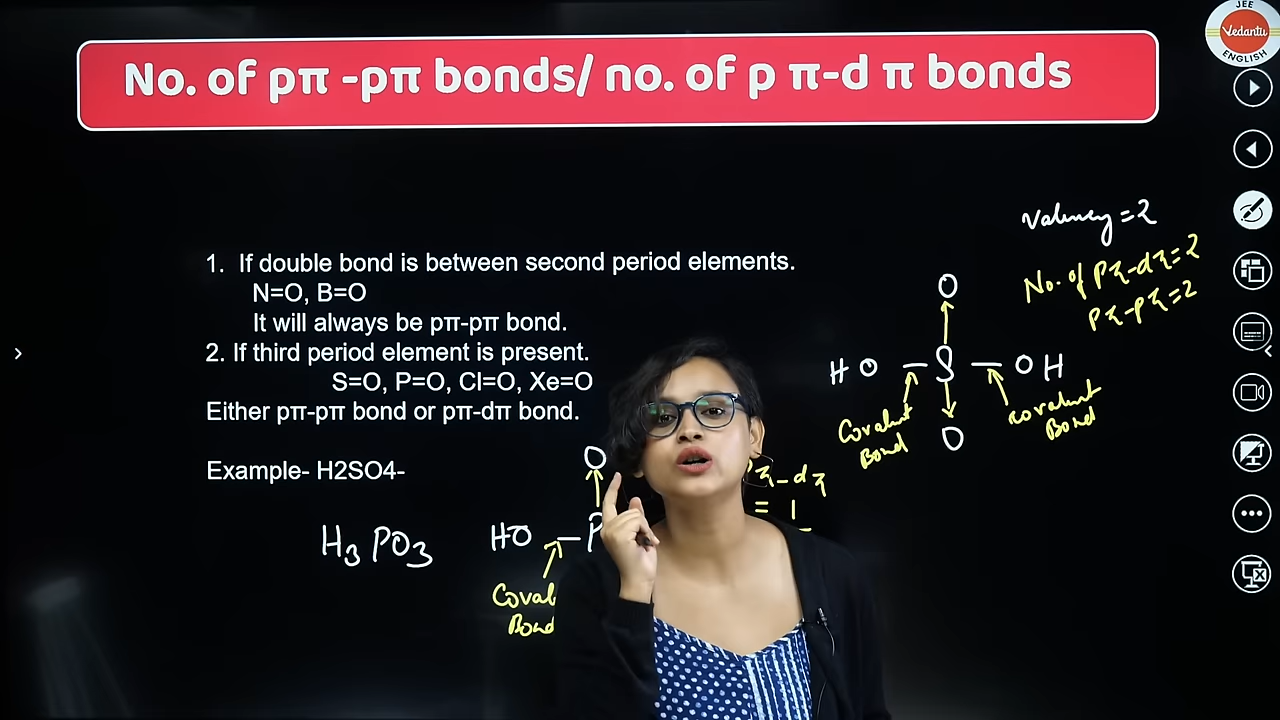 JEE
Vedantu
ENGLISH
No. of pπ -pπ bonds/ no. of p π-d π bonds
1. If double bond is between second period elements.
N=O, B=O
It will always be pπ-pπ bond.
2. If third period element is present.
S=O, P=O, Cl=O, Xe=O
Either pπ-pπ bond or pπ-dπ bond.
Example- H2SO4-
H3PO3
O
HO - P
Coval
Bond
π-dπ
= 1
Valency = 2
No. of Pπ-dπ=2
Pπ-Pπ=2
O
HO - S - OH
O
Covalent
Bond
Covalent
Bond